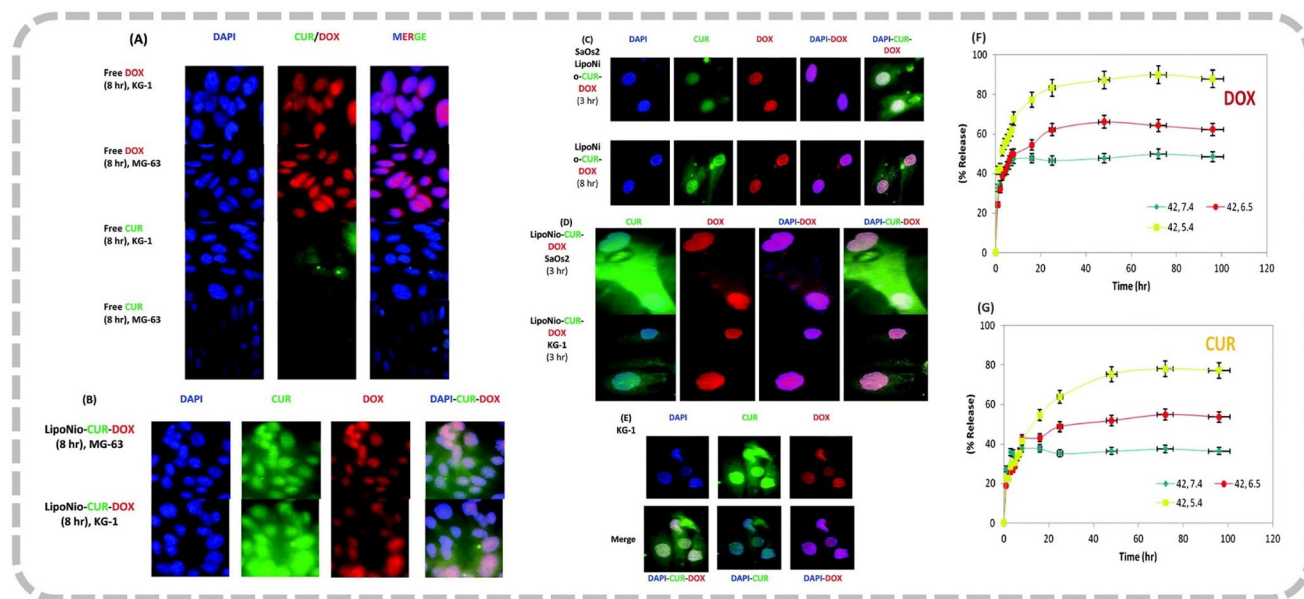 (A)
DAPI CUR/DOX MERGE
Free DOX
(8 hr), KG-1
Free DOX
(8 hr), MG-63
Free CUR
(8 hr), KG-1
Free CUR
(8 hr), MG-63
(B)
DAPI CUR DOX DAPI-CUR-DOX
LipoNio-CUR-DOX
(8 hr), MG-63
LipoNio-CUR-DOX
(8 hr), KG-1
(C)
DAPI CUR DOX DAPI-DOX DAPI-CUR-
DOX
SaOs2
LipoNi
o-CUR-
DOX
(3 hr)
LipoNi
o-CUR-
DOX
(8 hr)
(D)
CUR DOX DAPI-DOX DAPI-CUR-DOX
LipoNio-CUR-
DOX
SaOs2
(3 hr)
LipoNio-CUR-
DOX
KG-1
(3 hr)
(E)
KG-1
DAPI CUR DOX
Merge
DAPI-CUR-DOX DAPI-CUR DAPI-DOX
(F)
DOX
(% Release)
100
80
60
40
20
0
0 20 40 60 80 100 120
Time (hr)
42,7.4 42,6.5
42,5.4
(G)
CUR
(% Release)
100
80
60
40
20
0
0 20 40 60 80 100 120
Time (hr)
42,7.4 42,6.5
42,5.4